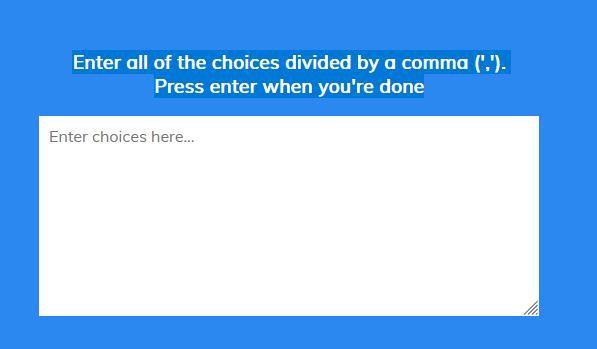 Enter all of the choices divided by a comma (',').
Press enter when you're done
Enter choices here...